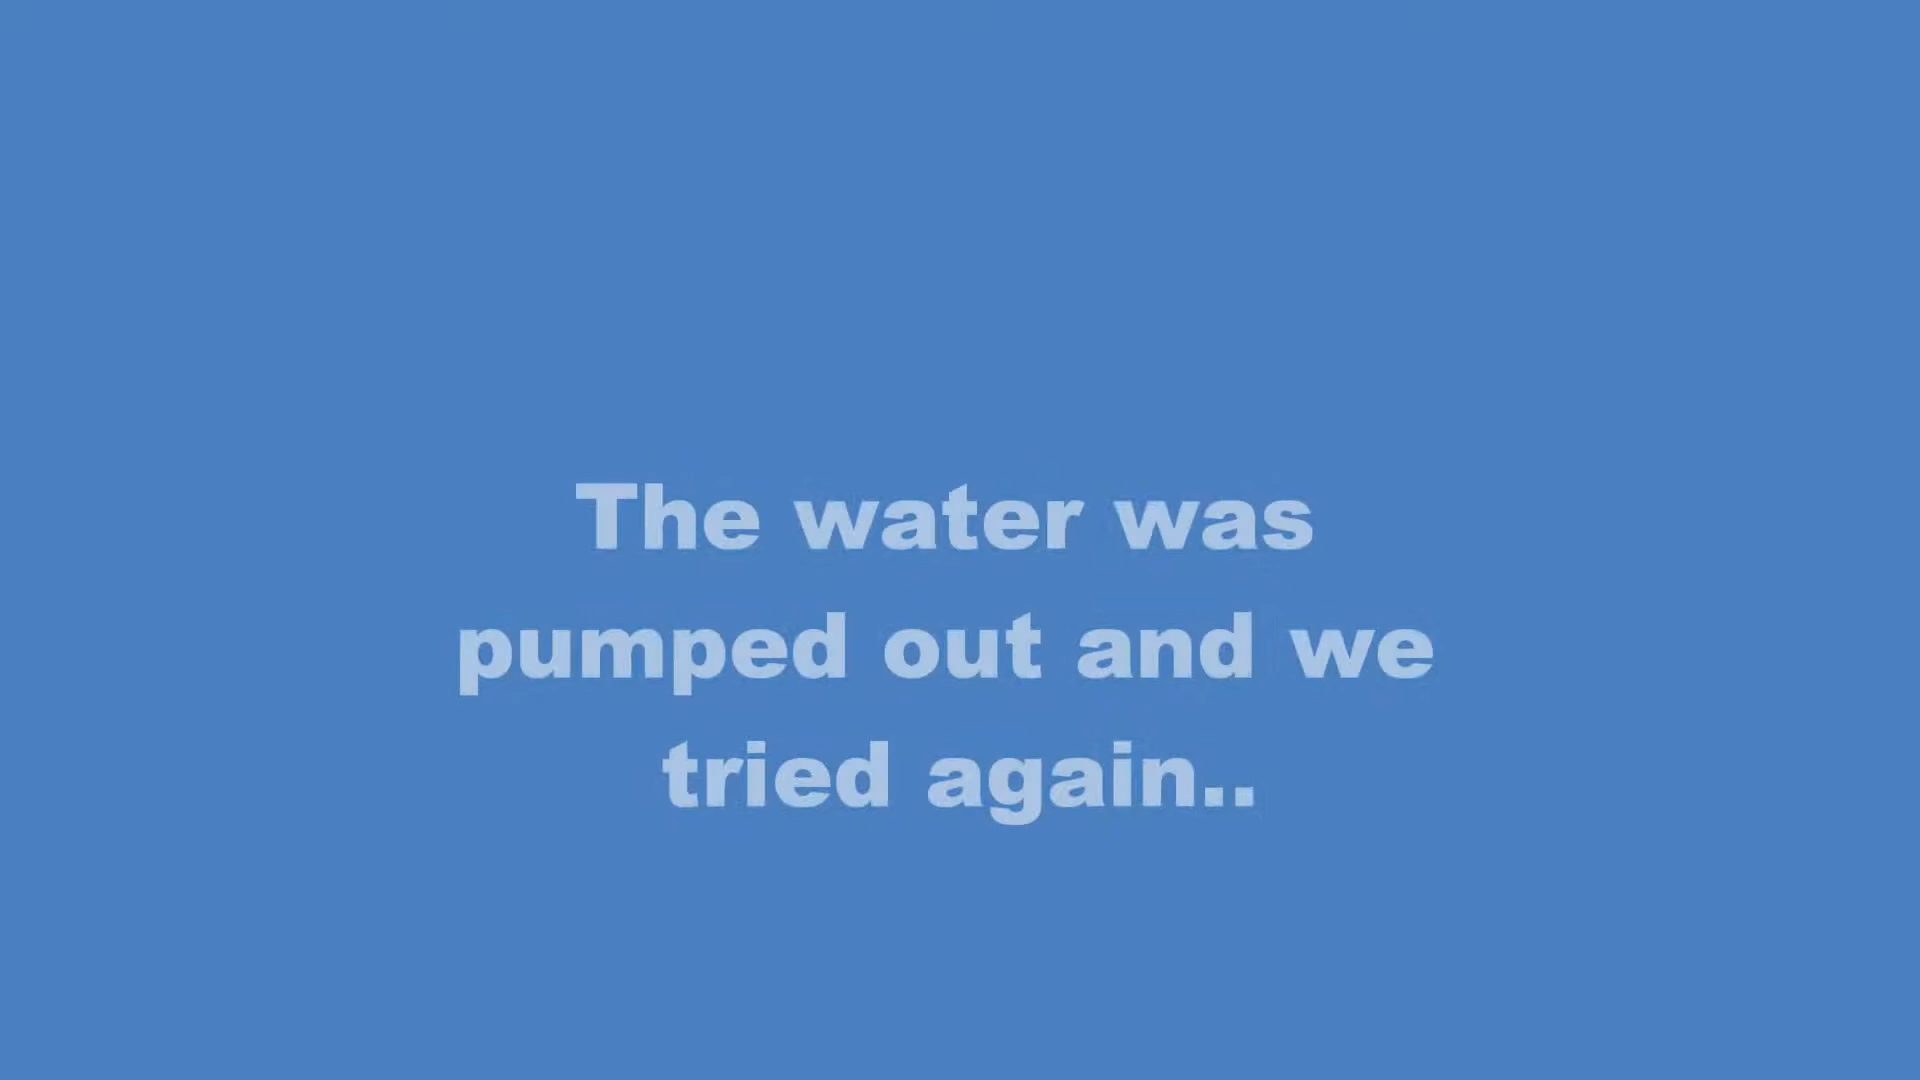 The water was
pumped out and we
tried again..